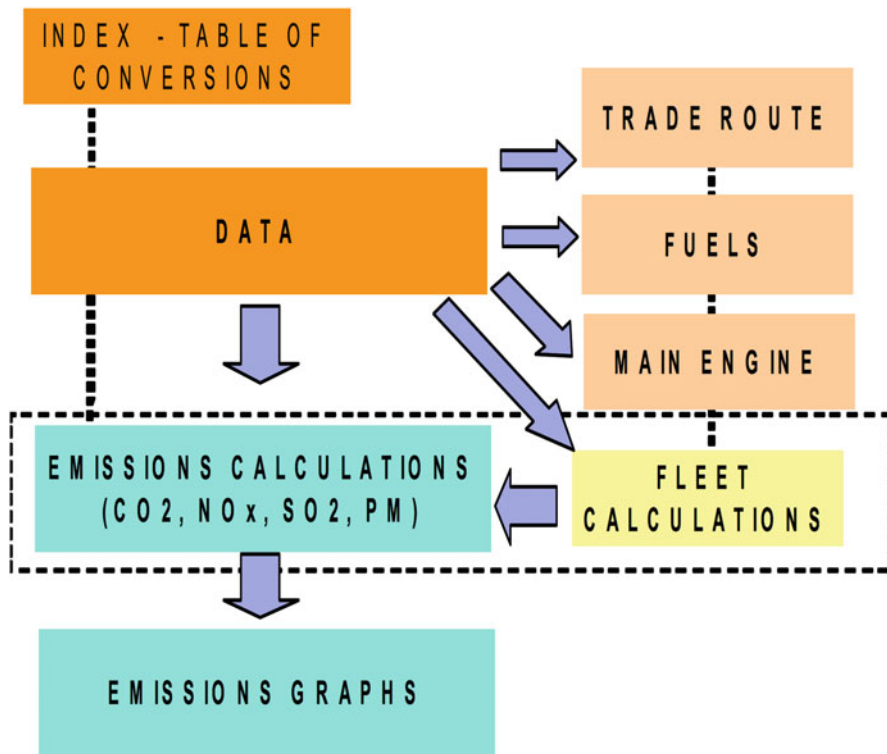 INDEX - TABLE OF
CONVERSIONS
TRADE ROUTE
DATA
FUELS
MAIN ENGINE
EMISSIONS CALCULATIONS
(CO2, NOx, SO2, PM)
FLEET
CALCULATIONS
EMISSIONS GRAPHS